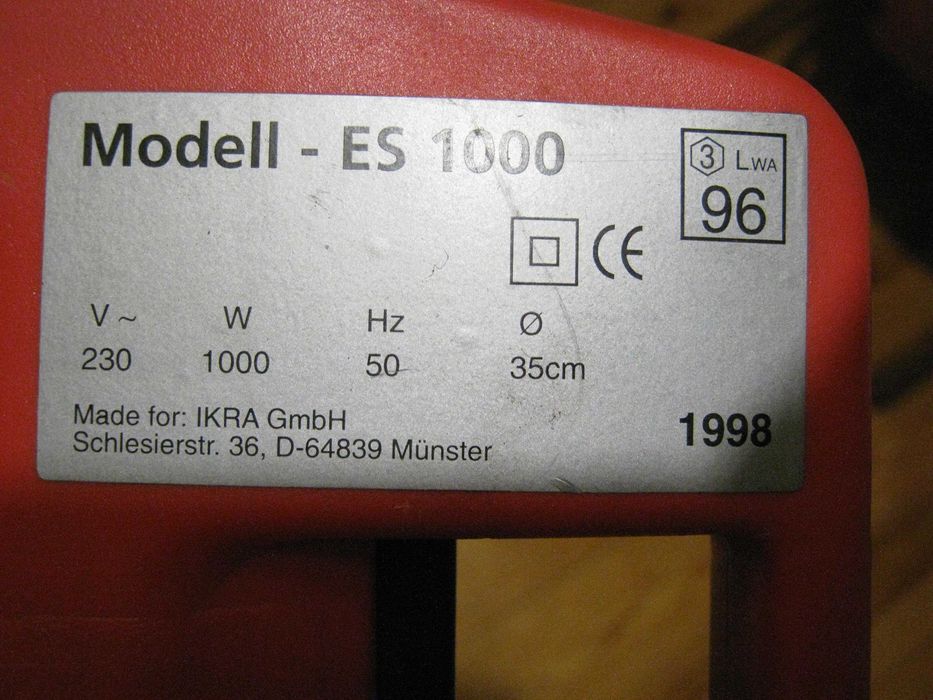 Modell - ES 1000
3 LWA
96
CE
V ~ W Hz Ø
230 1000 50 35cm
Made for: IKRA GmbH
Schlesierstr. 36, D-64839 Münster
1998